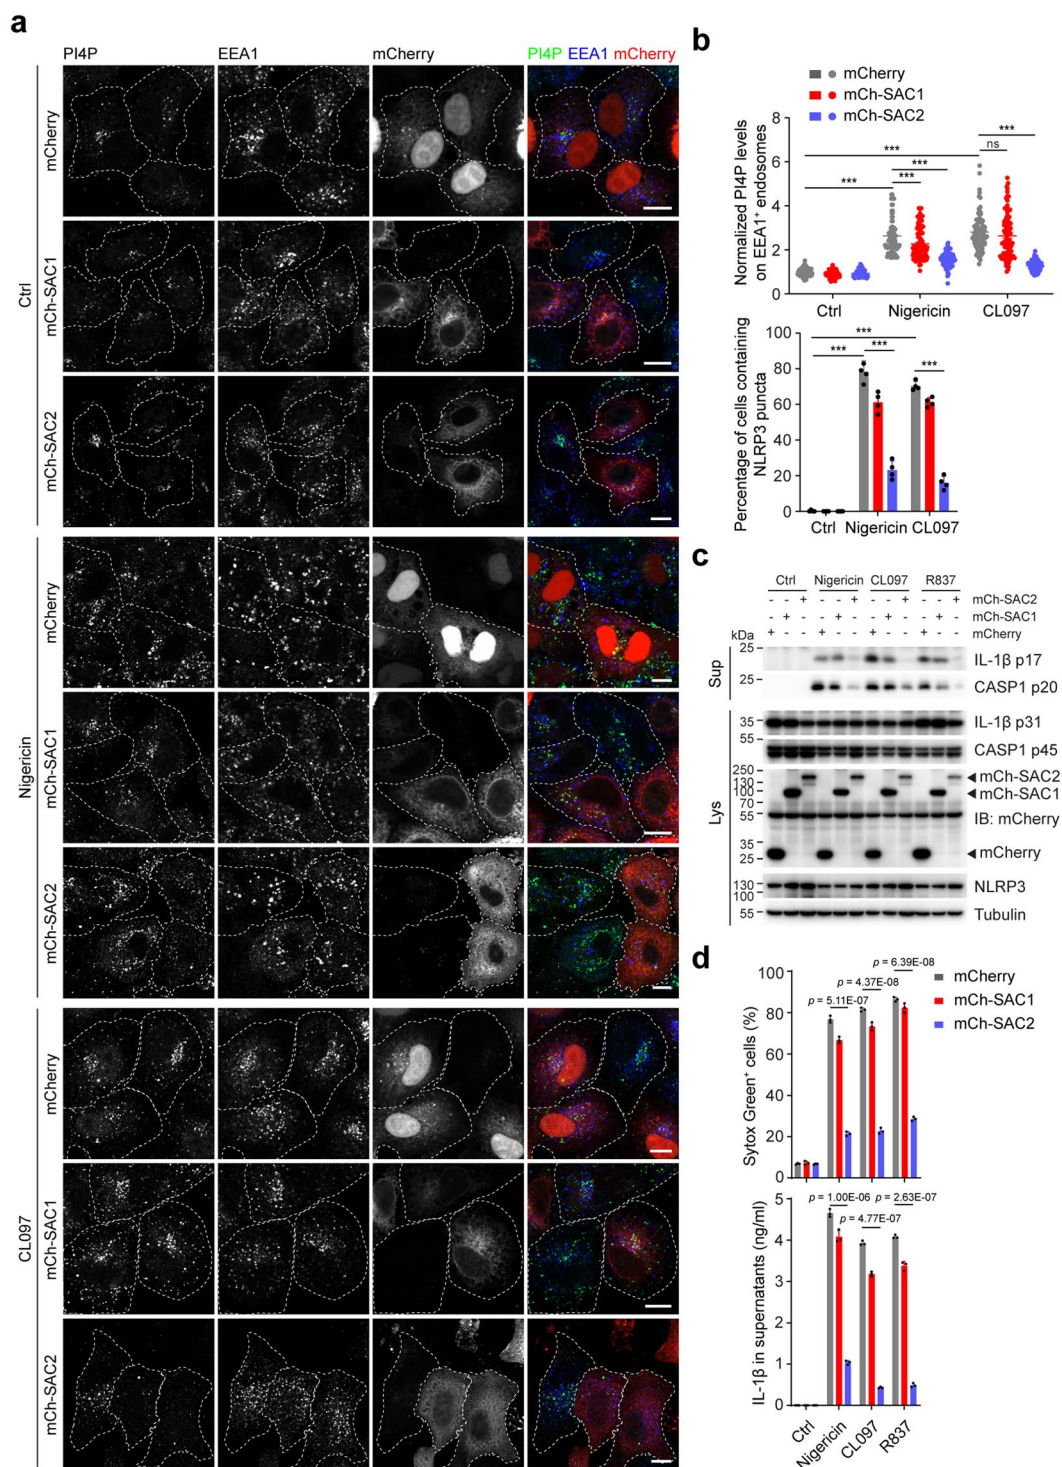 a
PI4P EEA1 mCherry PI4P EEA1 mCherry
Ctrl
mCherry
mCh-SAC1
mCh-SAC2
Nigericin
mCherry
mCh-SAC1
mCh-SAC2
CL097
mCherry
mCh-SAC1
mCh-SAC2
b
mCherry
mCh-SAC1
mCh-SAC2
Normalized PI4P levels
on EEA1⁺ endosomes
8
6
4
2
0
***
*** ns
*** ***
*** ***
Ctrl Nigericin CL097
Percentage of cells containing
NLRP3 puncta
80
60
40
20
0
***
*** *** ***
Ctrl Nigericin CL097
c
Ctrl Nigericin CL097 R837
- - + - - + - - + - - + mCh-SAC2
- + - - + - - + - - + - mCh-SAC1
+ - - + - - + - - + - - mCherry
kDa
Sup
25 IL-1β p17
25 CASP1 p20
Lys
35 IL-1β p31
55 CASP1 p45
250 mCh-SAC2
130
100 mCh-SAC1
70
55 IB: mCherry
35
25 mCherry
130 NLRP3
100
55 Tubulin
d
mCherry
mCh-SAC1
mCh-SAC2
Sytox Green⁺ cells (%)
100
80
60
40
20
0
p = 6.39E-08
p = 4.37E-08
p = 5.11E-07
IL-1β in supernatants (ng/ml)
5
4
3
2
1
0
p = 1.00E-06 p = 2.63E-07
p = 4.77E-07
Ctrl Nigericin CL097 R837